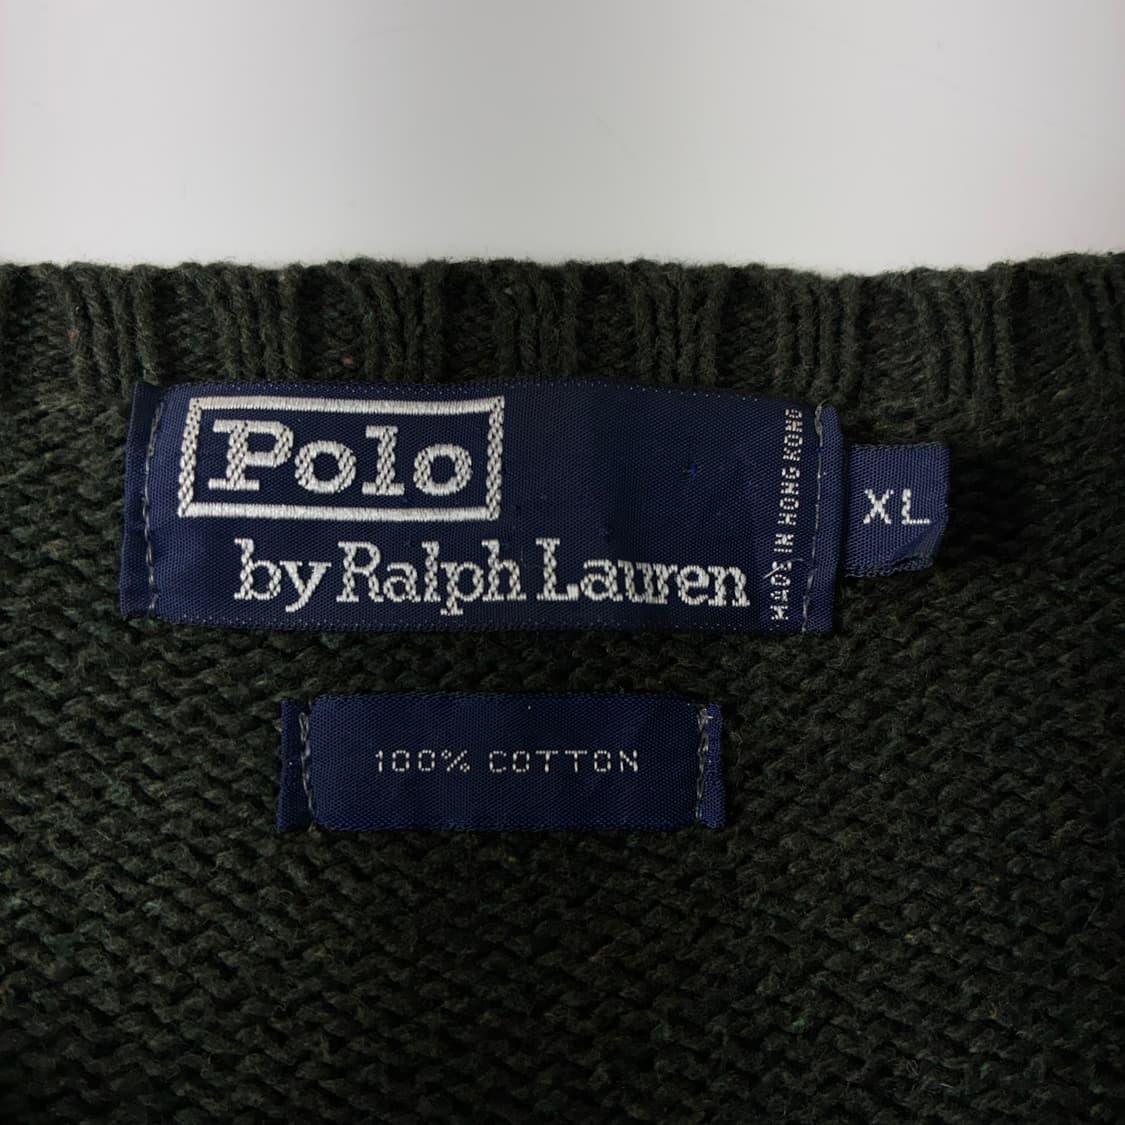 Polo
by Ralph Lauren
MADE IN HONG KONG
XL
100% COTTON